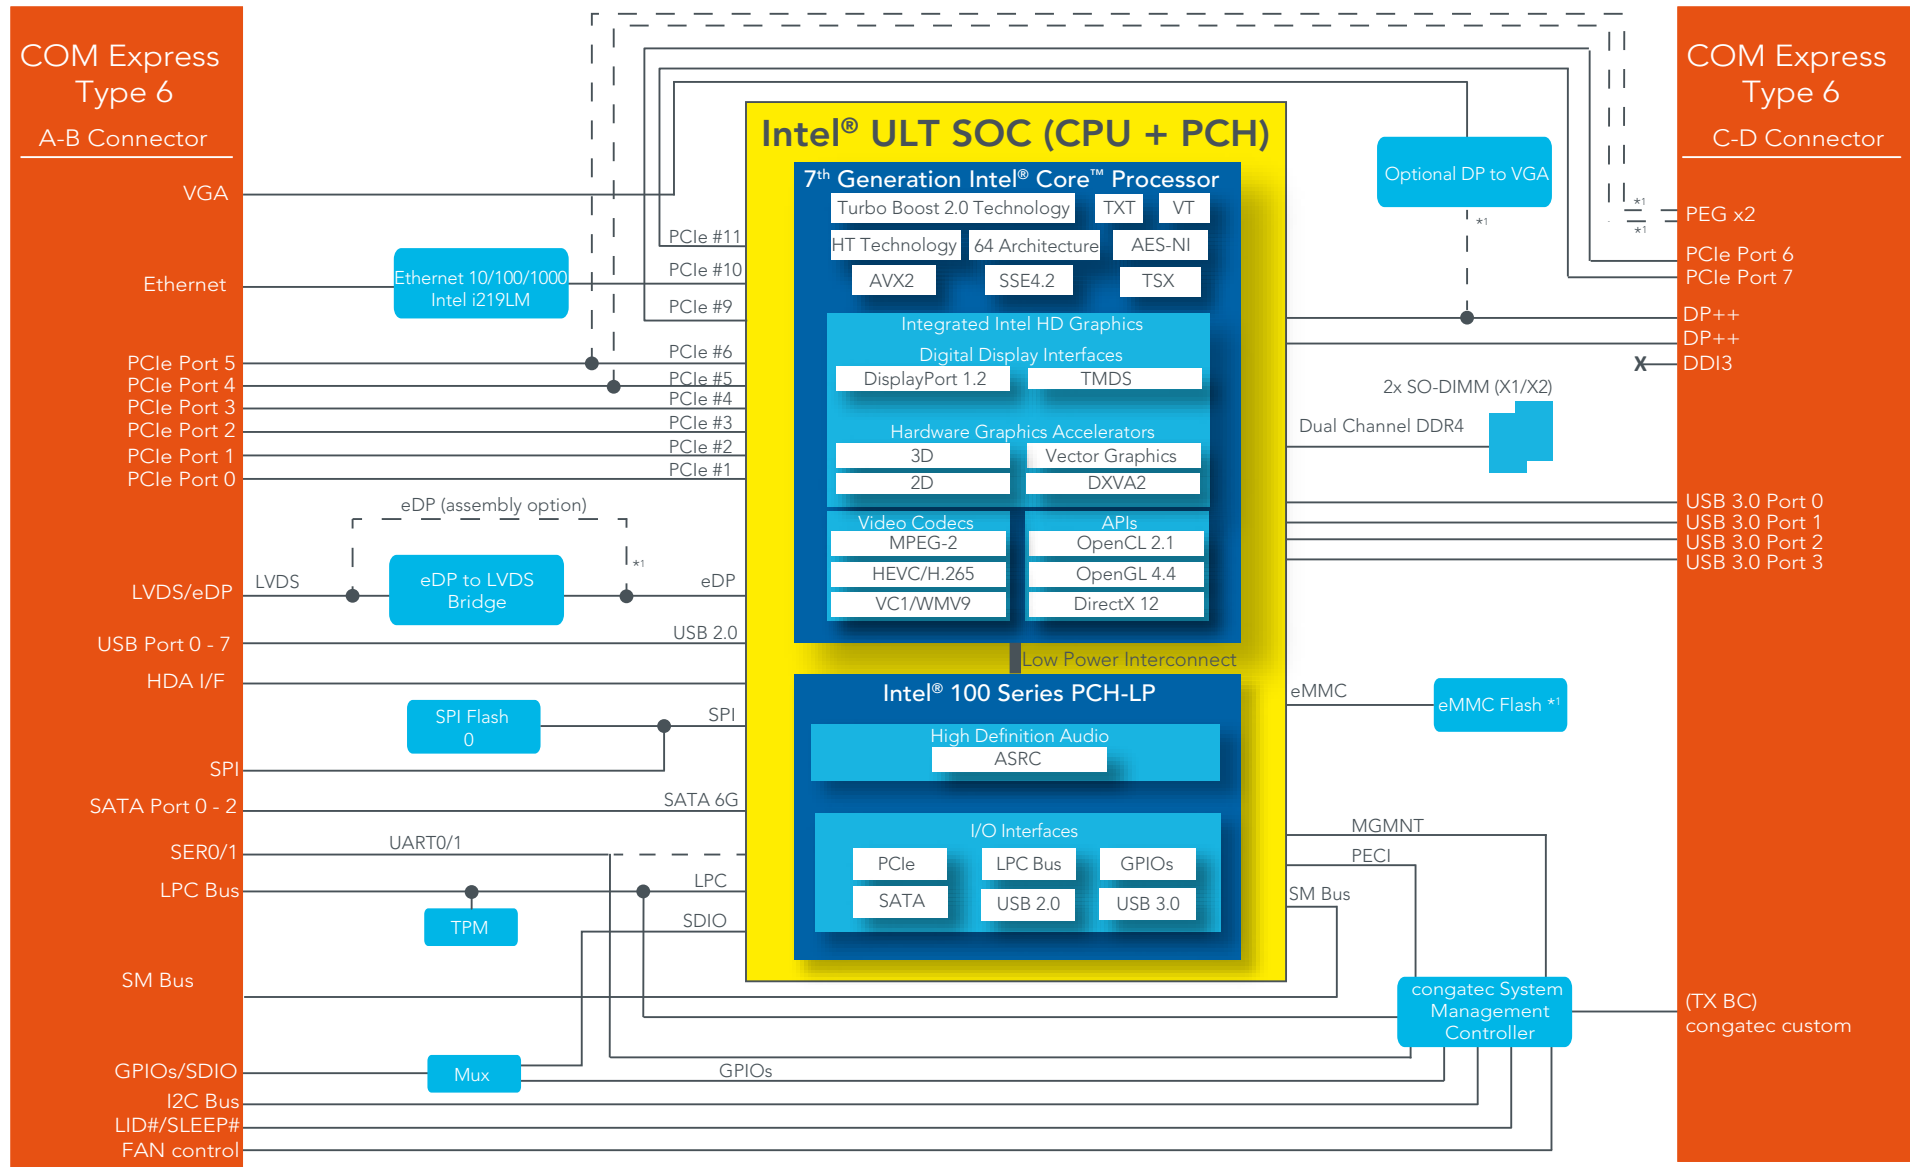 COM Express
Type 6
A-B Connector
VGA
Ethernet
PCIe Port 5
PCIe Port 4
PCIe Port 3
PCIe Port 2
PCIe Port 1
PCIe Port 0
LVDS/eDP
USB Port 0 - 7
HDA I/F
SPI
SATA Port 0 - 2
SER0/1
LPC Bus
SM Bus
GPIOs/SDIO
I2C Bus
LID#/SLEEP#
FAN control
Ethernet 10/100/1000
Intel i219LM
PCIe #11
PCIe #10
PCIe #9
PCIe #6
PCIe #5
PCIe #4
PCIe #3
PCIe #2
PCIe #1
eDP (assembly option)
LVDS
eDP to LVDS
Bridge
*1
eDP
USB 2.0
SPI Flash
0
SPI
SATA 6G
UART0/1
LPC
TPM
SDIO
Mux
GPIOs
Intel® ULT SOC (CPU + PCH)
7th Generation Intel® Core™ Processor
Turbo Boost 2.0 Technology
TXT
VT
HT Technology
64 Architecture
AES-NI
AVX2
SSE4.2
TSX
Integrated Intel HD Graphics
Digital Display Interfaces
DisplayPort 1.2
TMDS
Hardware Graphics Accelerators
3D
Vector Graphics
2D
DXVA2
Video Codecs
MPEG-2
HEVC/H.265
VC1/WMV9
APIs
OpenCL 2.1
OpenGL 4.4
DirectX 12
Low Power Interconnect
Intel® 100 Series PCH-LP
High Definition Audio
ASRC
I/O Interfaces
PCIe
LPC Bus
GPIOs
SATA
USB 2.0
USB 3.0
Optional DP to VGA
*1
*1
*1
2x SO-DIMM (X1/X2)
Dual Channel DDR4
eMMC
eMMC Flash *1
MGMNT
PECI
SM Bus
congatec System
Management
Controller
X
COM Express
Type 6
C-D Connector
PEG x2
PCIe Port 6
PCIe Port 7
DP++
DP++
DDI3
USB 3.0 Port 0
USB 3.0 Port 1
USB 3.0 Port 2
USB 3.0 Port 3
(TX BC)
congatec custom